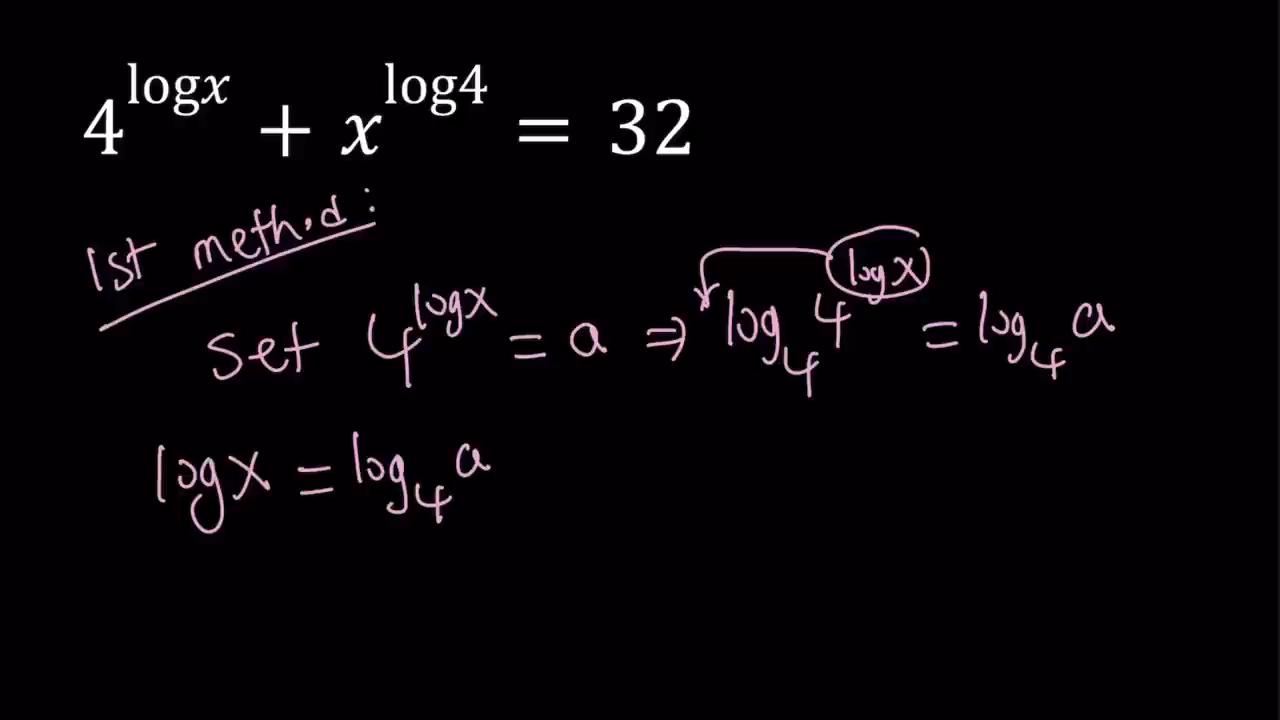 4^{logx} + x^{log4} = 32
1st method:
Set 4^{logx} = a ⇒ log_4 4^{logx} = log_4 a
logx = log_4 a